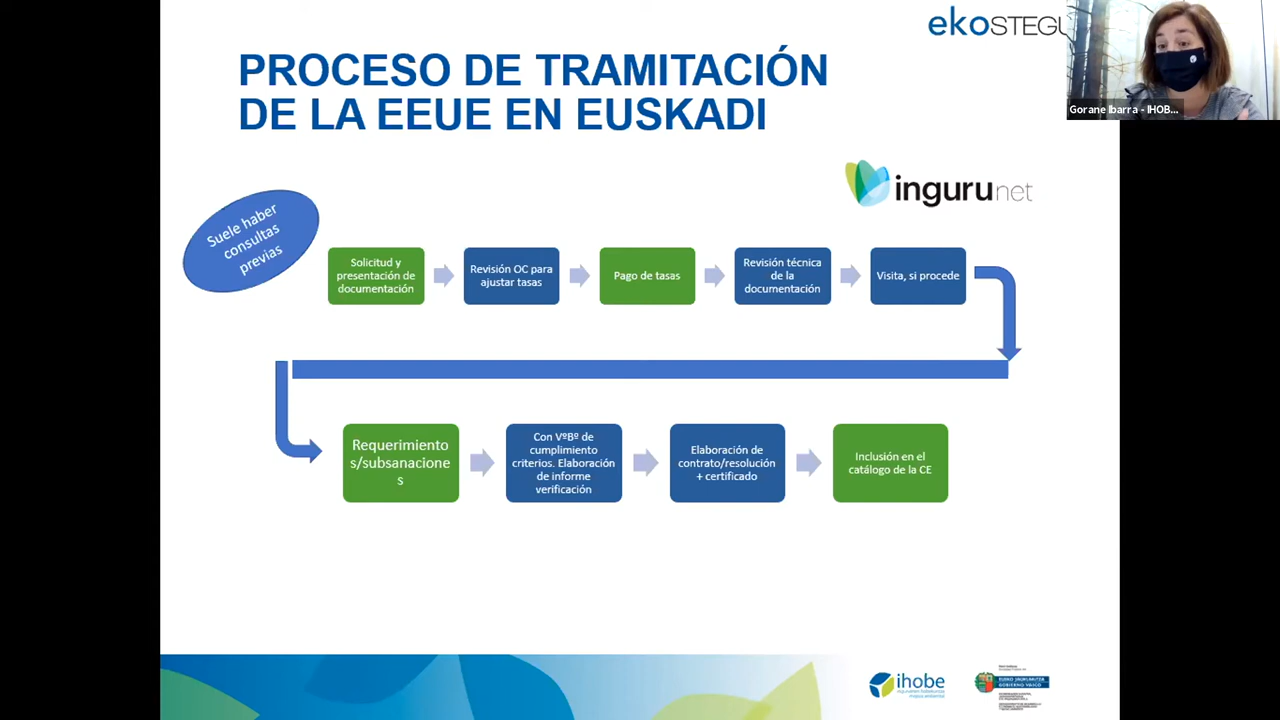 ekoSTEGU
PROCESO DE TRAMITACIÓN
DE LA EEUE EN EUSKADI
Gorane Ibarra - IHOB...
ingurunet
Suele haber
consultas
previas
Solicitud y
presentación de
documentación
Revisión OC para
ajustar tasas
Pago de tasas
Revisión técnica
de la
documentación
Visita, si procede
Requerimiento
s/subsanacione
s
Con VºBº de
cumplimiento
criterios. Elaboración
de informe
verificación
Elaboración de
contrato/resolución
+ certificado
Inclusión en el
catálogo de la CE
ihobe
EUSKO JAURLARITZA
GOBIERNO VASCO